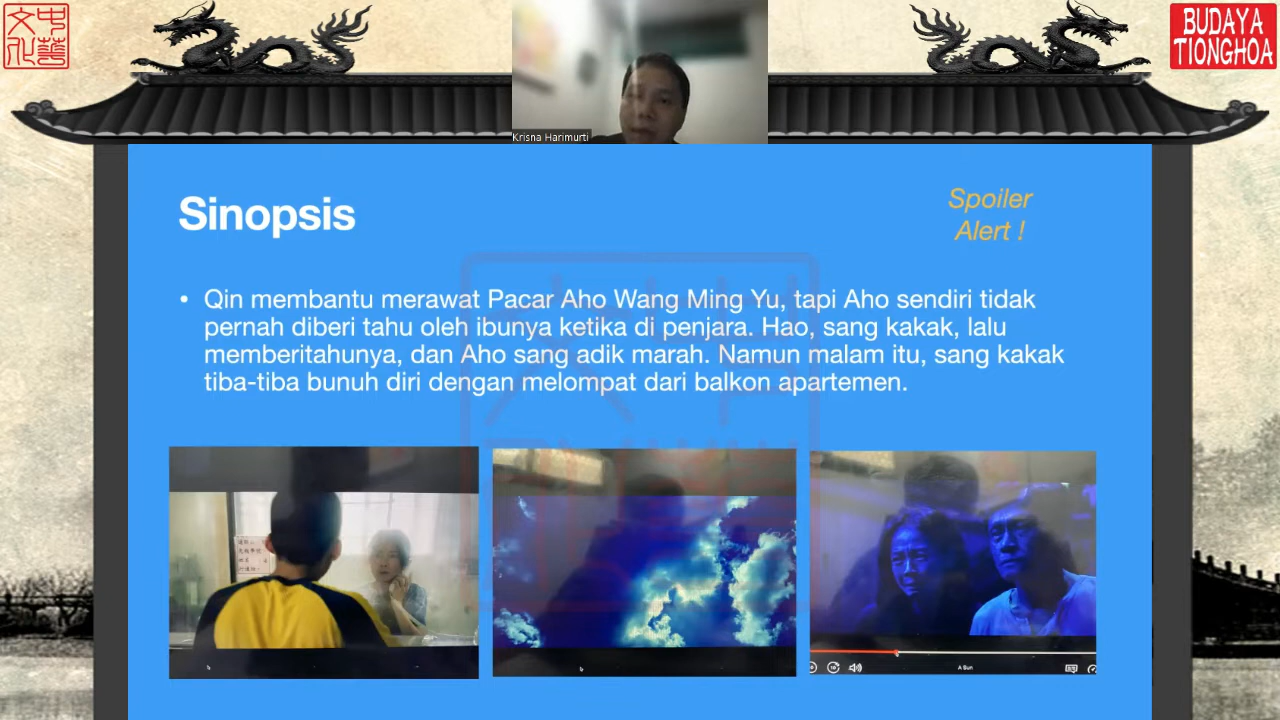 BUDAYA
TIONGHOA
Krisna Harimurti
Sinopsis
Spoiler
Alert !
• Qin membantu merawat Pacar Aho Wang Ming Yu, tapi Aho sendiri tidak
pernah diberi tahu oleh ibunya ketika di penjara. Hao, sang kakak, lalu
memberitahunya, dan Aho sang adik marah. Namun malam itu, sang kakak
tiba-tiba bunuh diri dengan melompat dari balkon apartemen.
A Sun